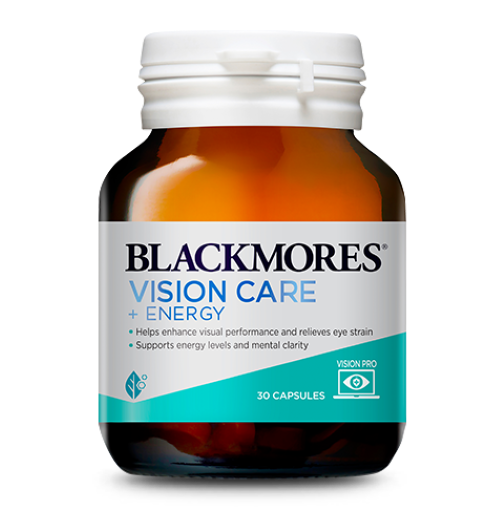 BLACKMORES®
VISION CARE
+ ENERGY
▪ Helps enhance visual performance and relieves eye strain
▪ Supports energy levels and mental clarity
VISION PRO
30 CAPSULES